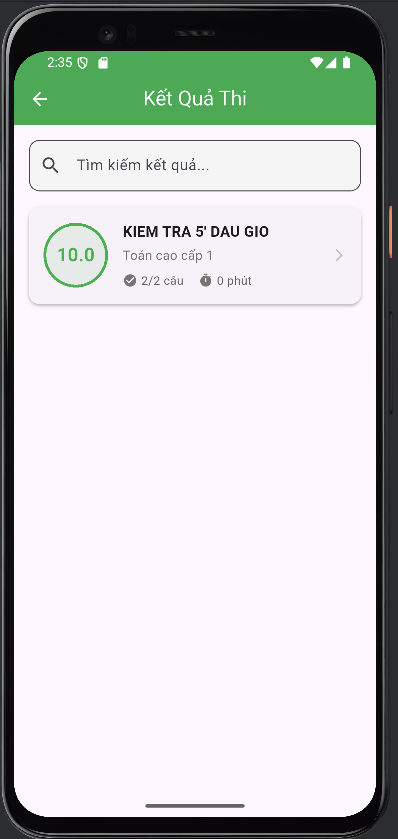 2:35
Kết Quả Thi
Tìm kiếm kết quả...
10.0
KIEM TRA 5' DAU GIO
Toán cao cấp 1
2/2 câu 0 phút